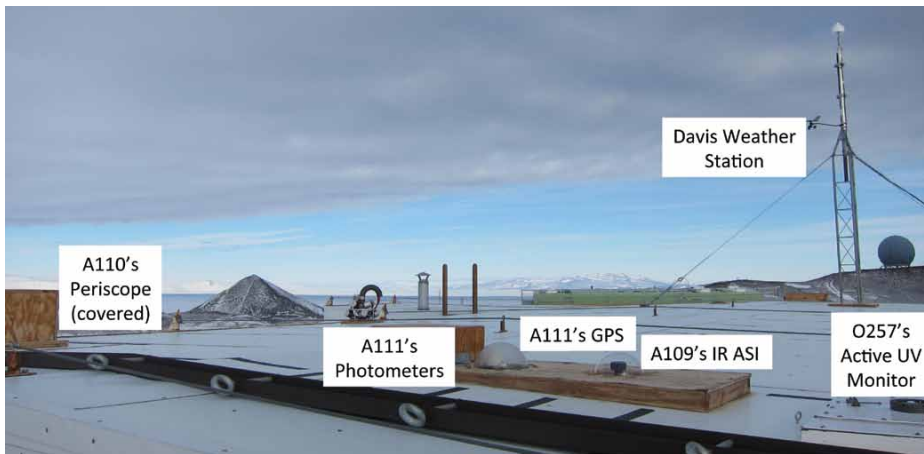 Davis Weather
Station
A110's
Periscope
(covered)
A111's
Photometers
A111's GPS
A109's IR ASI
O257's
Active UV
Monitor